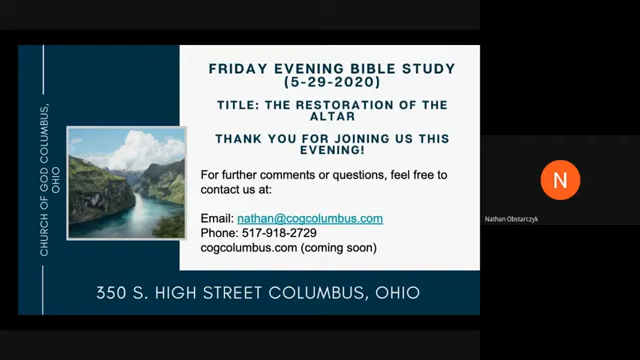 FRIDAY EVENING BIBLE STUDY
(5-29-2020)
TITLE: THE RESTORATION OF THE
ALTAR
THANK YOU FOR JOINING US THIS
EVENING!
For further comments or questions, feel free to
contact us at:
Email: nathan@cogcolumbus.com
Phone: 517-918-2729
cogcolumbus.com (coming soon)
CHURCH OF GOD COLUMBUS,
OHIO
350 S. HIGH STREET COLUMBUS, OHIO
N
Nathan Obstarczyk